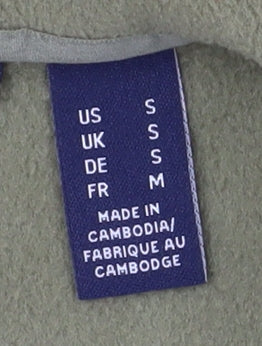 US S
UK S
DE S
FR M
MADE IN
CAMBODIA/
FABRIQUE AU
CAMBODGE